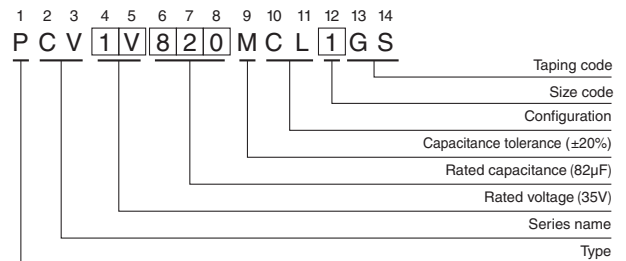 1 2 3 4 5 6 7 8 9 10 11 12 13 14
P C V 1 V 8 2 0 M C L 1 G S
Taping code
Size code
Configuration
Capacitance tolerance (±20%)
Rated capacitance (82µF)
Rated voltage (35V)
Series name
Type